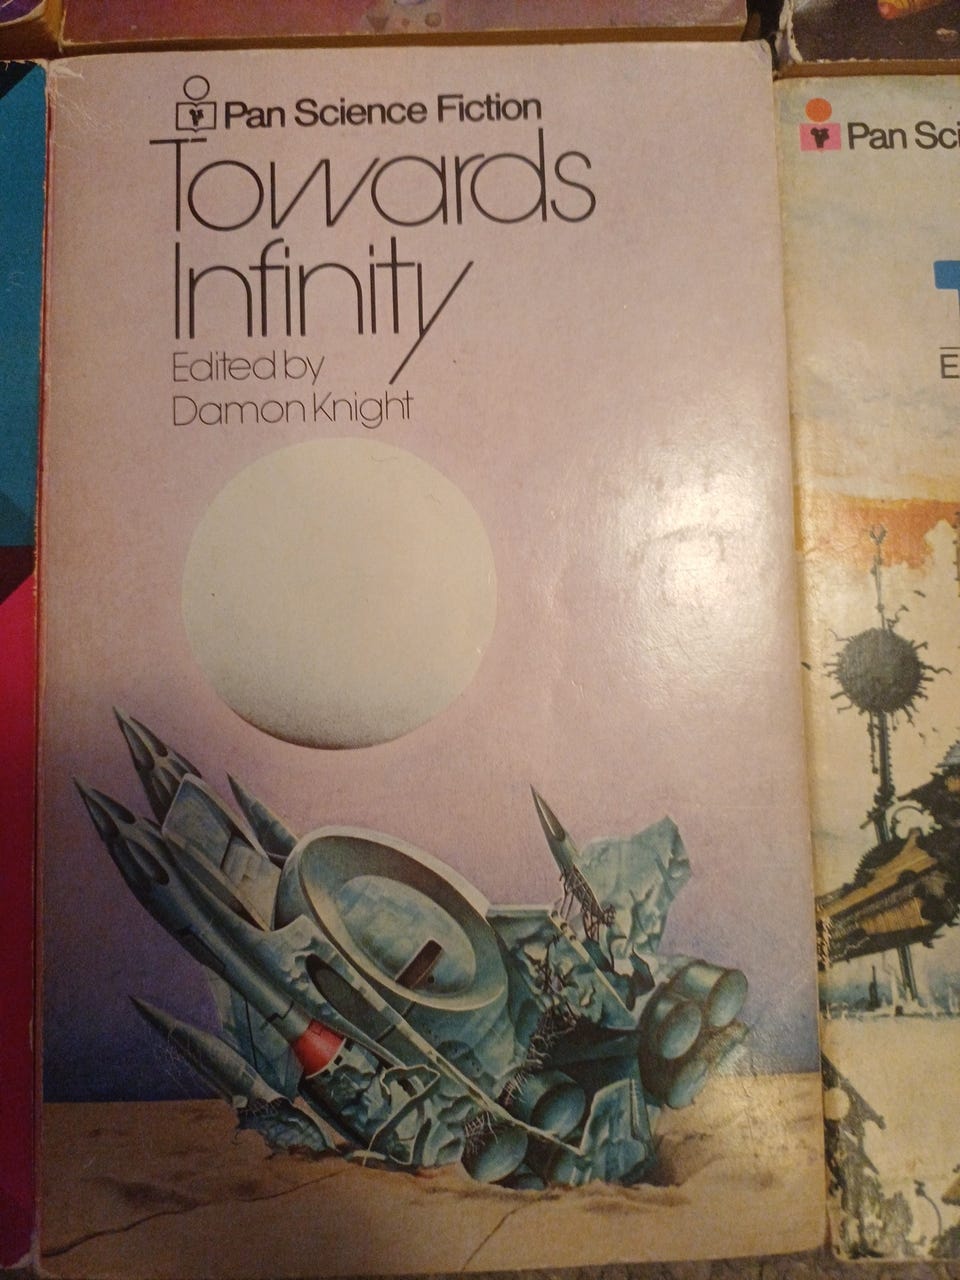 Pan Science Fiction
Towards
Infinity
Edited by
Damon Knight
Pan Sci